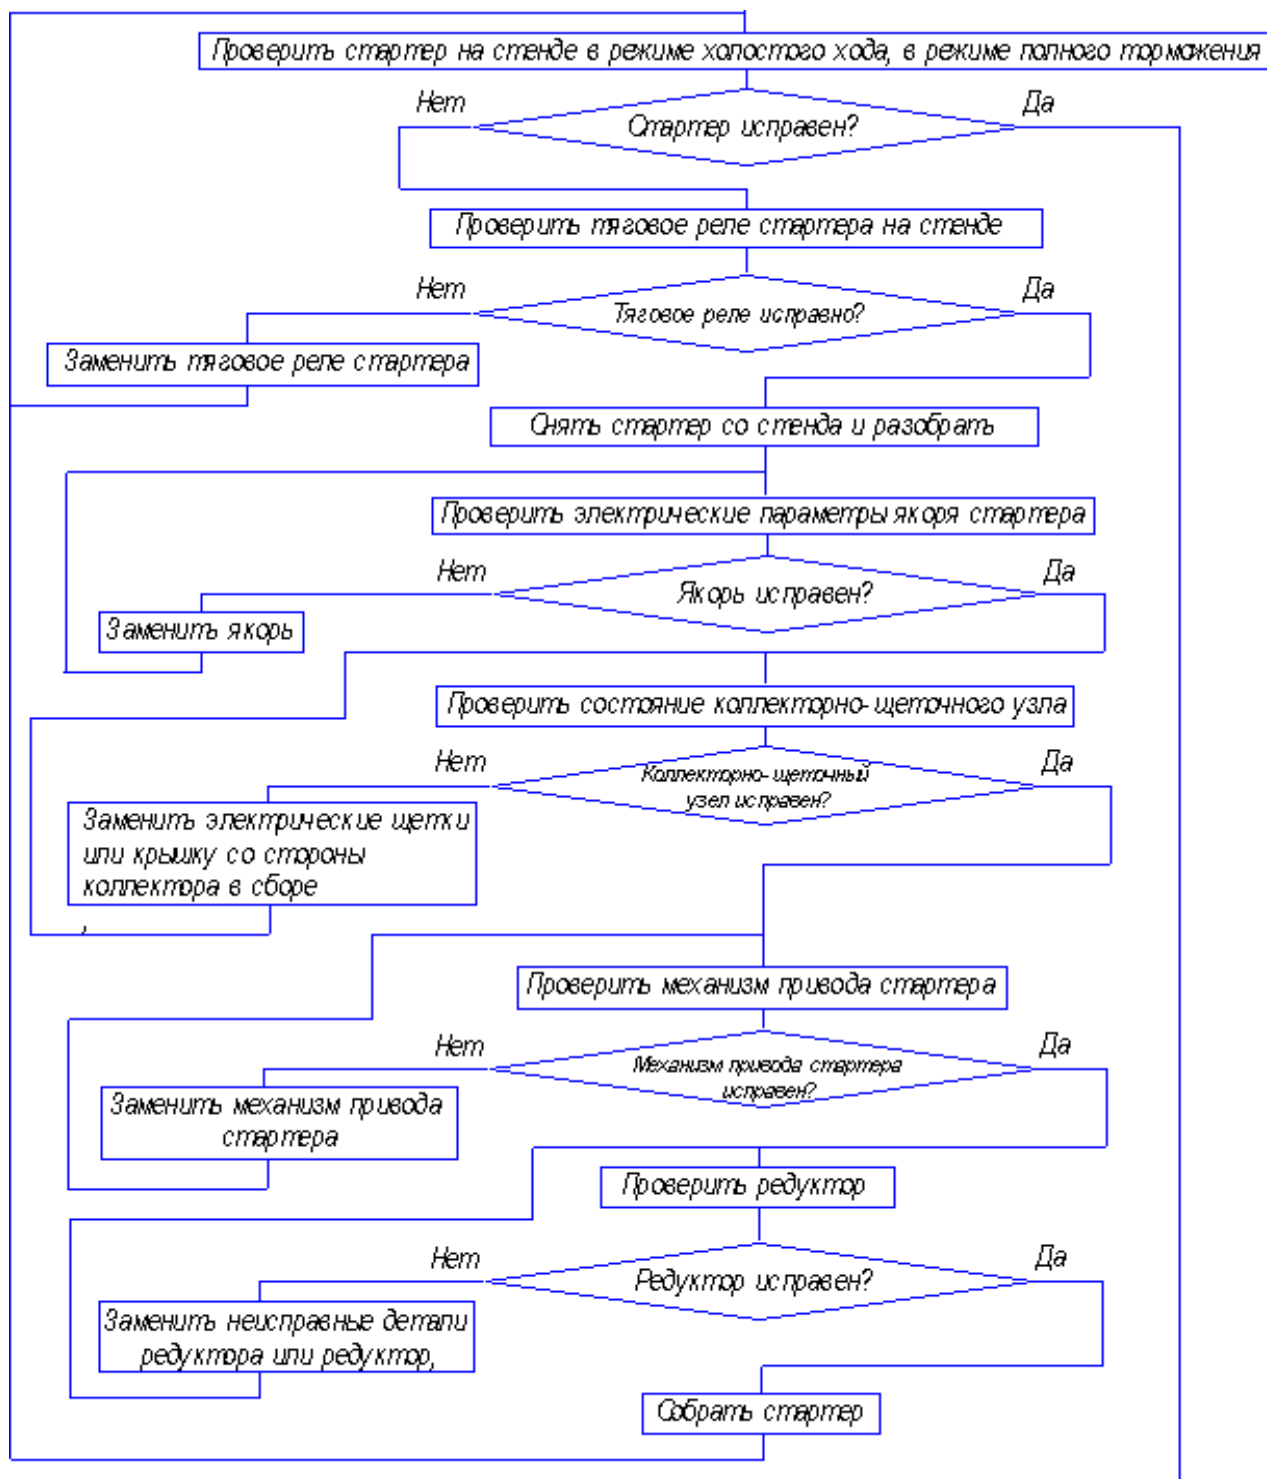 Проверить стартер на стенде в режиме холостого хода, в режиме полного торможения
Нет
Да
Стартер исправен?
Проверить тяговое реле стартера на стенде
Нет
Да
Тяговое реле исправно?
Заменить тяговое реле стартера
Снять стартер со стенда и разобрать
Проверить электрические параметры якоря стартера
Нет
Да
Якорь исправен?
Заменить якорь
Проверить состояние коллекторно-щеточного узла
Нет
Да
Коллекторно-щеточный
узел исправен?
Заменить электрические щетки
или крышку со стороны
коллектора в сборе
,
Проверить механизм привода стартера
Нет
Да
Механизм привода стартера
исправен?
Заменить механизм привода
стартера
Проверить редуктор
Нет
Да
Редуктор исправен?
Заменить неисправные детали
редуктора или редуктор,
Собрать стартер